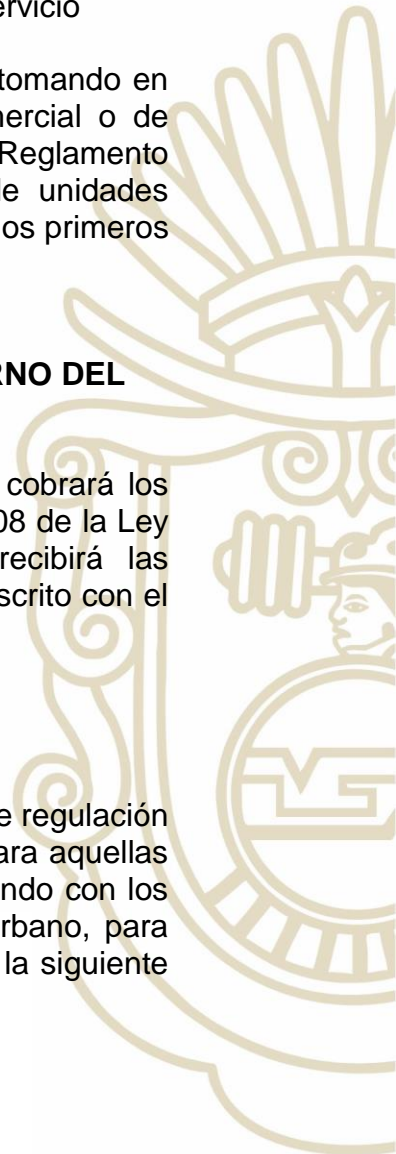 ervicio
tomando en
nercial o de
Reglamento
le unidades
os primeros
RNO DEL
cobrará los
08 de la Ley
recibirá las
scrito con el
e regulación
ara aquellas
ndo con los
rbano, para
la siguiente